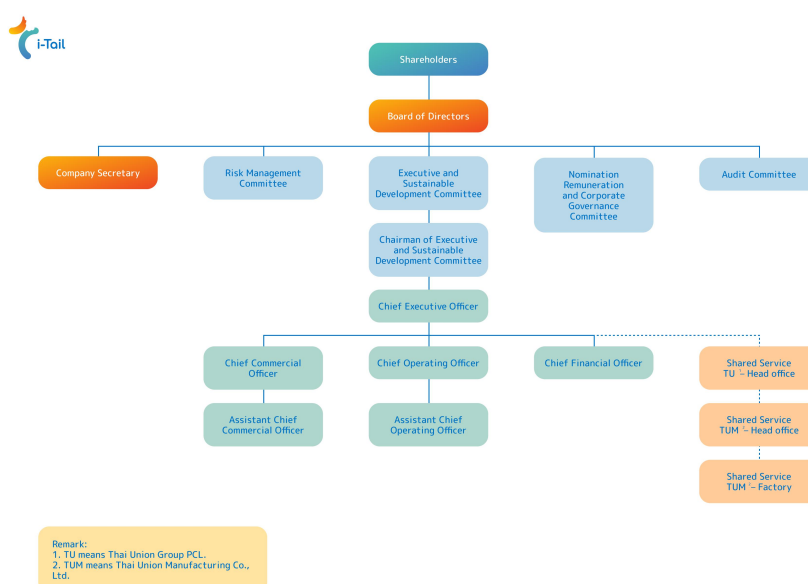 i-Tail
Shareholders
Board of Directors
Company Secretary
Risk Management
Committee
Executive and
Sustainable
Development Committee
Nomination
Remuneration
and Corporate
Governance
Committee
Audit Committee
Chairman of Executive
and Sustainable
Development Committee
Chief Executive Officer
Chief Commercial
Officer
Chief Operating Officer
Chief Financial Officer
Shared Service
TU – Head office
Assistant Chief
Commercial Officer
Assistant Chief
Operating Officer
Shared Service
TUM – Head office
Shared Service
TUM – Factory
Remark:
1. TU means Thai Union Group PCL.
2. TUM means Thai Union Manufacturing Co.,
Ltd.